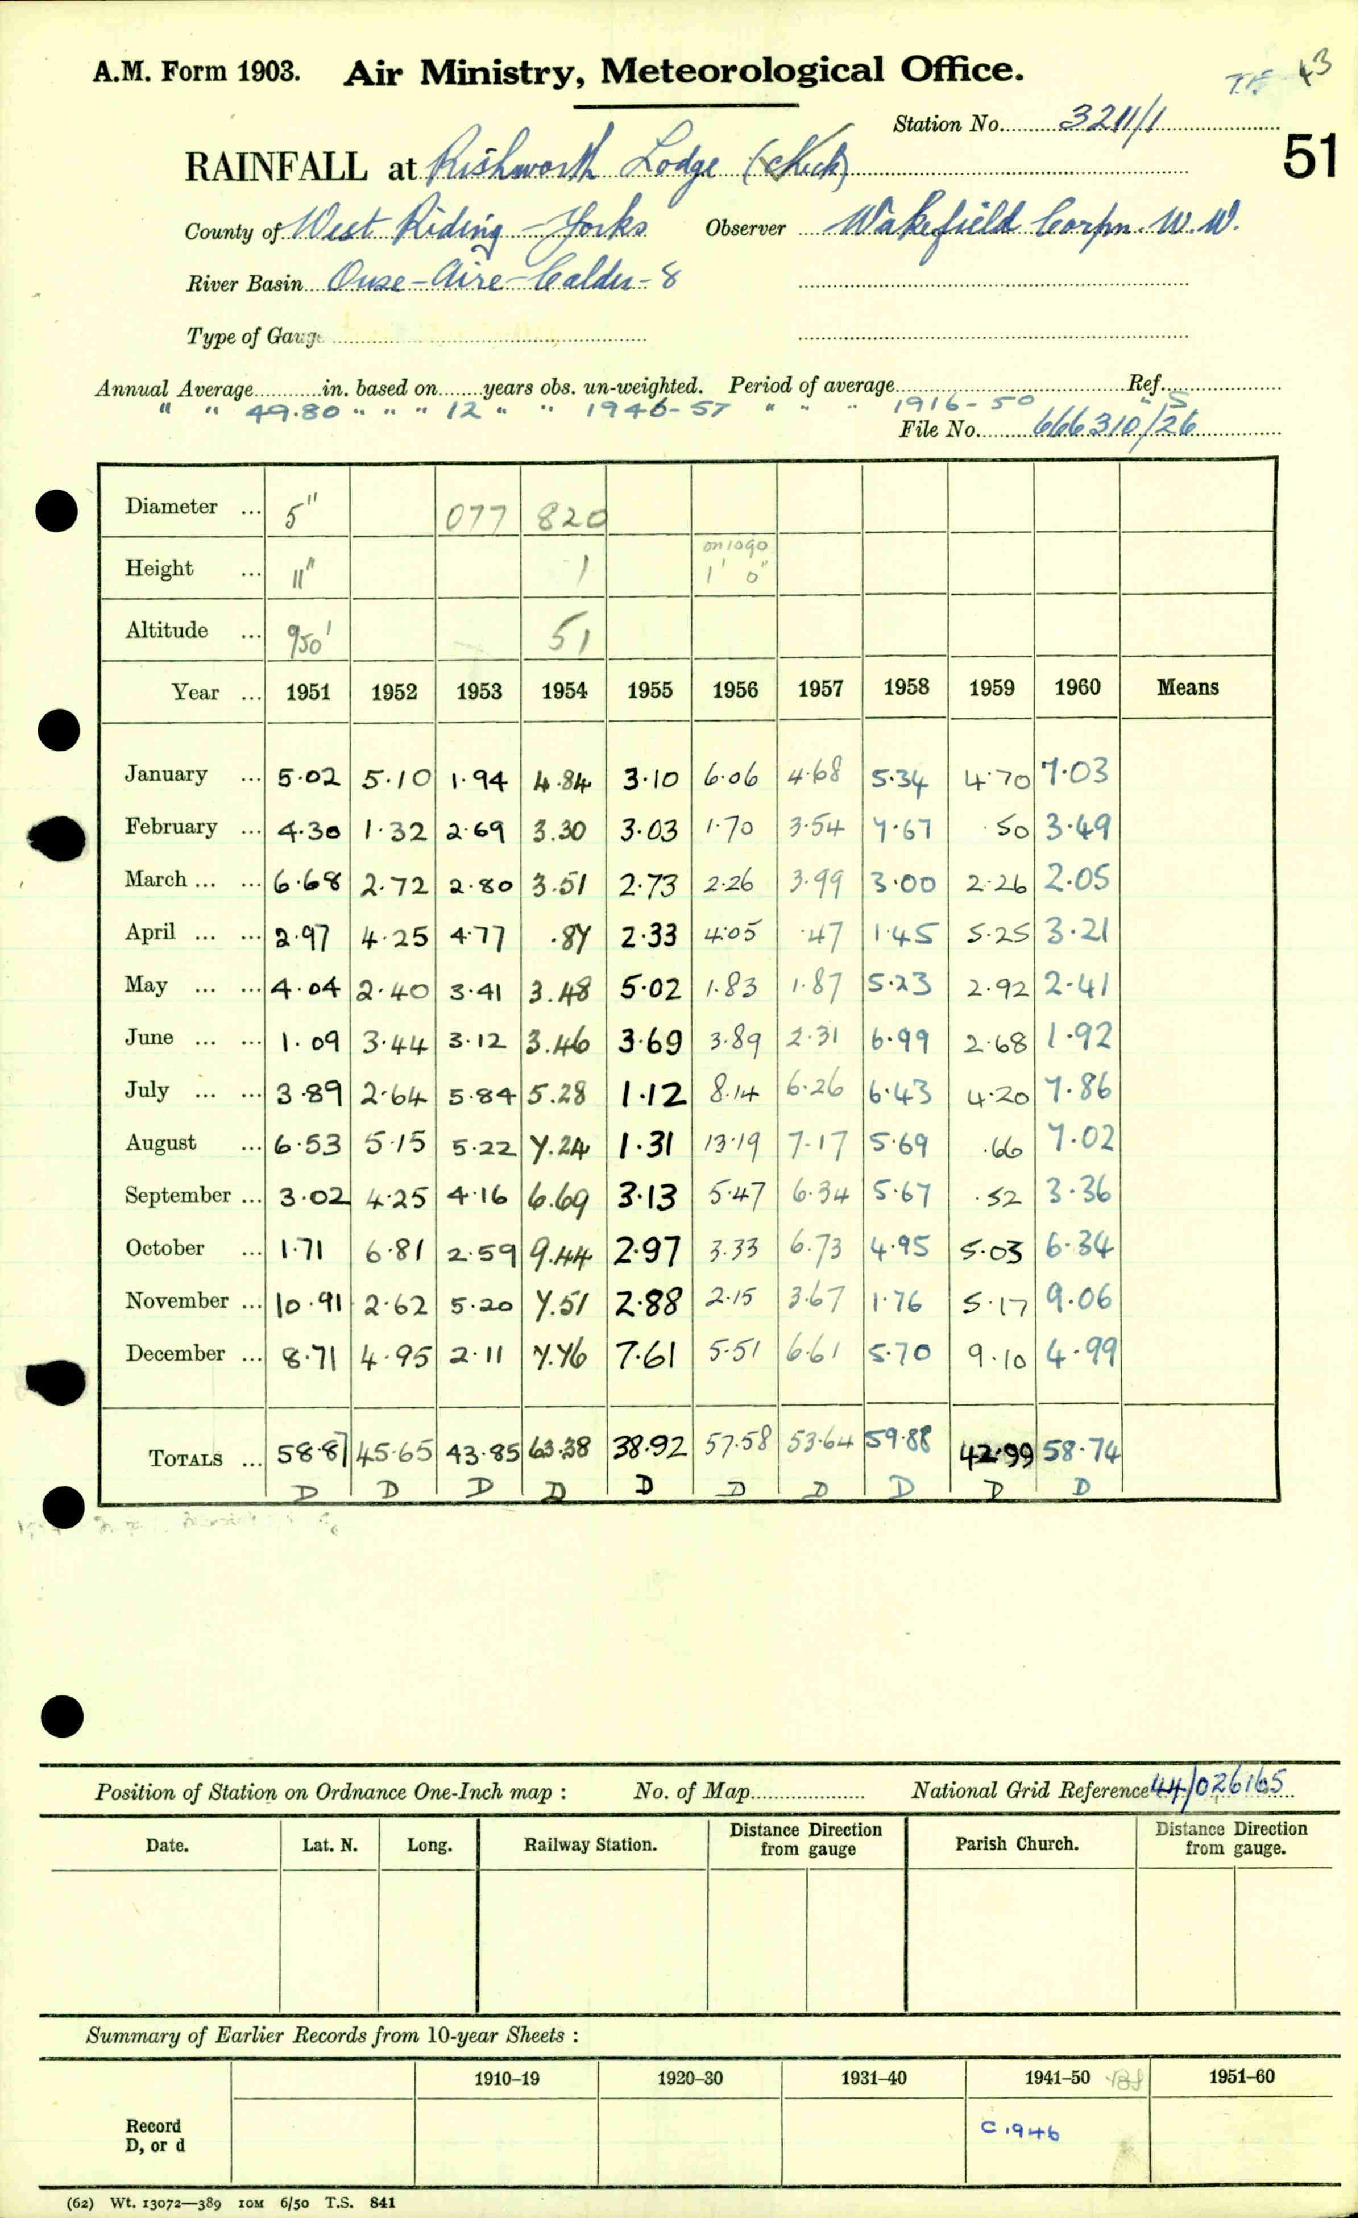 A.M. Form 1903. Air Ministry, Meteorological Office. 43
Station No. 3211/1
51
RAINFALL at Rishworth Lodge (check)
County of West Riding - Yorks Observer Wakefield Corpn. W.W.
River Basin Ouse - Aire - Calder - 8
Type of Gauge
Annual Average in. based on years obs. un-weighted. Period of average Ref.
" " 49.80 " " " 12 " " 1946-57 " " " 1916-50 " 15
File No. 666310/26
Diameter ... 5" 077 820
on 1090
Height ... 11" 1 1' 0"
Altitude ... 950' 51
Year ... 1951 1952 1953 1954 1955 1956 1957 1958 1959 1960 Means
January ... 5.02 5.10 1.94 4.84 3.10 6.06 4.68 5.34 4.70 7.03
February ... 4.30 1.32 2.69 3.30 3.03 1.70 3.54 7.67 .50 3.49
March ... ... 6.68 2.72 2.80 3.51 2.73 2.26 3.99 3.00 2.26 2.05
April ... ... 2.97 4.25 4.77 .87 2.33 4.05 .47 1.45 5.25 3.21
May ... ... 4.04 2.40 3.41 3.48 5.02 1.83 1.87 5.23 2.92 2.41
June ... ... 1.09 3.44 3.12 3.46 3.69 3.89 2.31 6.99 2.68 1.92
July ... ... 3.89 2.64 5.84 5.28 1.12 8.14 6.26 6.43 4.20 7.86
August ... 6.53 5.15 5.22 7.24 1.31 13.19 7.17 5.69 .66 7.02
September ... 3.02 4.25 4.16 6.69 3.13 5.47 6.34 5.67 .52 3.36
October ... 1.71 6.81 2.59 9.44 2.97 3.33 6.73 4.95 5.03 6.34
November ... 10.91 2.62 5.20 7.51 2.88 2.15 3.67 1.76 5.17 9.06
December ... 8.71 4.95 2.11 7.46 7.61 5.51 6.61 5.70 9.10 4.99
TOTALS ... 58.87 45.65 43.85 63.38 38.92 57.58 53.64 59.88 42.99 58.74
D D D D D D D D D D
Position of Station on Ordnance One-Inch map : No. of Map National Grid Reference 44/026165
Date. Lat. N. Long. Railway Station. Distance Direction from gauge Parish Church. Distance Direction from gauge.
Summary of Earlier Records from 10-year Sheets :
1910–19 1920–30 1931–40 1941–50 1951–60
Record
D, or d C 1946
(62) Wt. 13072—389 10M 6/50 T.S. 841